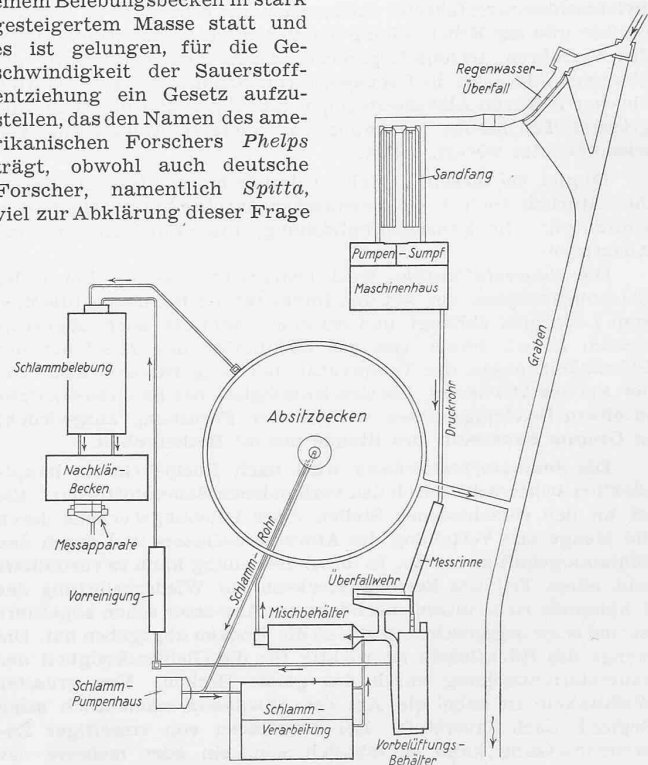 einem Belebungsbecken in stark
gesteigertem Masse statt und
es ist gelungen, für die Ge-
schwindigkeit der Sauerstoff-
entziehung ein Gesetz aufzu-
stellen, das den Namen des ame-
rikanischen Forschers Phelps
trägt, obwohl auch deutsche
Forscher, namentlich Spitta,
viel zur Abklärung dieser Frage
Regenwasser-
Überfall
Sandfang
Pumpen-Sumpf
Maschinenhaus
Graben
Druckrohr
Schlammbelebung
Absitzbecken
Nachklär-
Becken
Messapparate
Schlamm-Rohr
Messrinne
Vorreinigung
Überfallwehr
Mischbehälter
Schlamm-
Pumpenhaus
Schlamm-
Verarbeitung
Vorbelüftungs-
Behälter